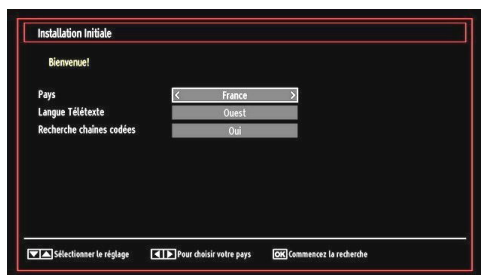 Installation Initiale
Bienvenue!
Pays < France >
Langue Télétexte Ouest
Recherche chaînes codées Oui
Sélectionner le réglage Pour choisir votre pays OK Commencez la recherche